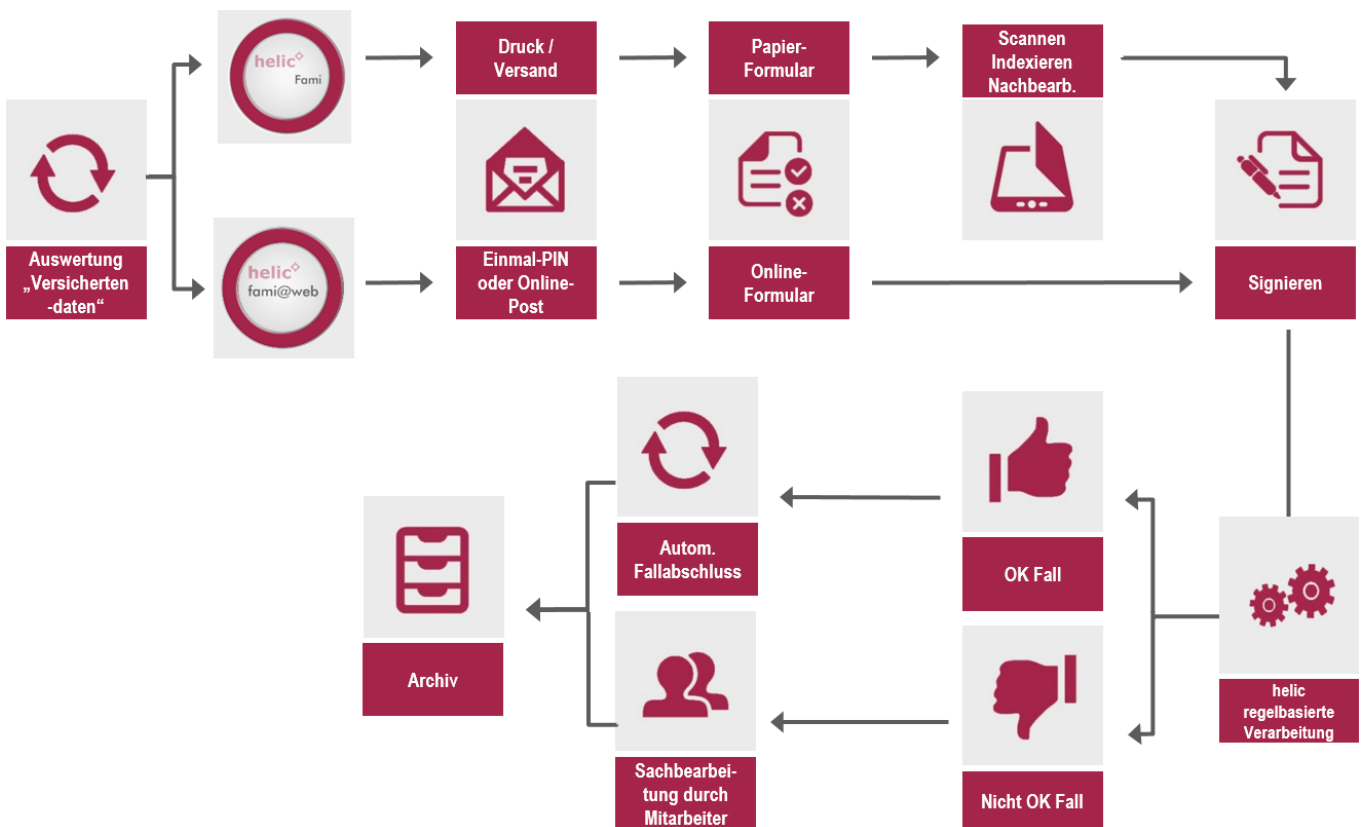 helic
Fami
Druck /
Versand
Papier-
Formular
Scannen
Indexieren
Nachbearb.
Auswertung
„Versicherten
-daten“
helic
fami@web
Einmal-PIN
oder Online-
Post
Online-
Formular
Signieren
Autom.
Fallabschluss
OK Fall
Archiv
helic
regelbasierte
Verarbeitung
Sachbearbei-
tung durch
Mitarbeiter
Nicht OK Fall